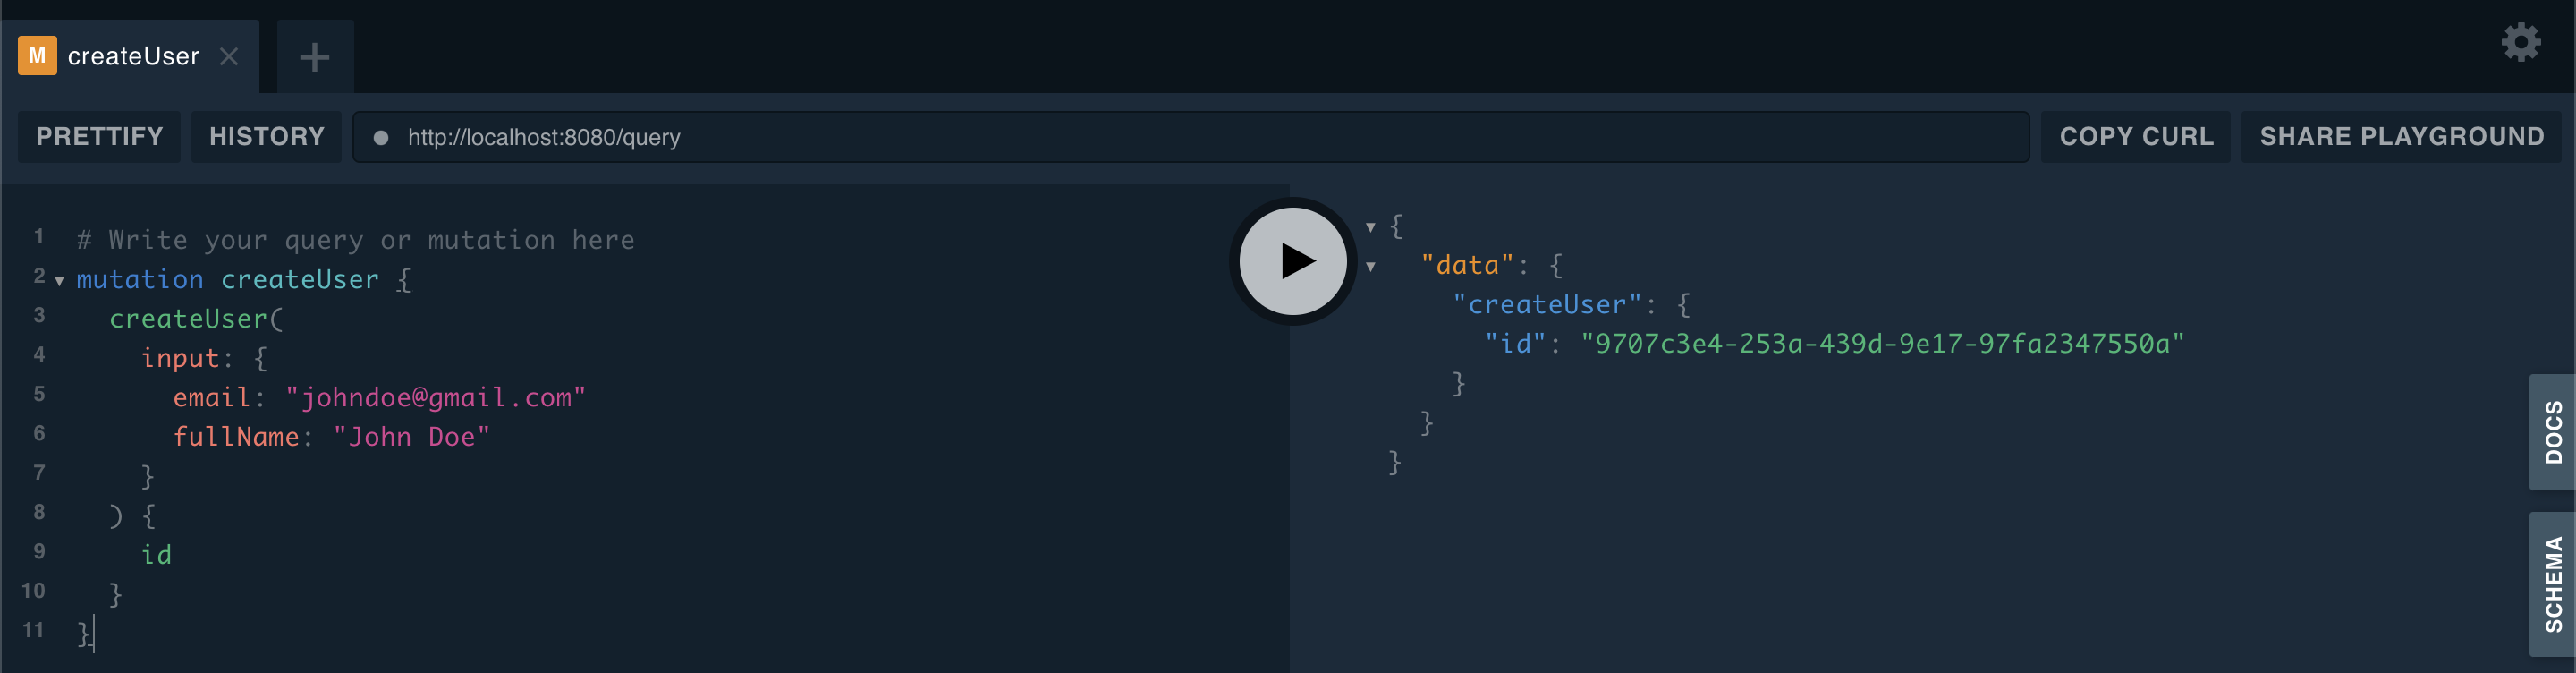 M createUser
PRETTIFY HISTORY http://localhost:8080/query COPY CURL SHARE PLAYGROUND
1 # Write your query or mutation here
2 mutation createUser {
3 createUser(
4 input: {
5 email: "johndoe@gmail.com"
6 fullName: "John Doe"
7 }
8 ) {
9 id
10 }
11 }
{
"data": {
"createUser": {
"id": "9707c3e4-253a-439d-9e17-97fa2347550a"
}
}
}
DOCS
SCHEMA